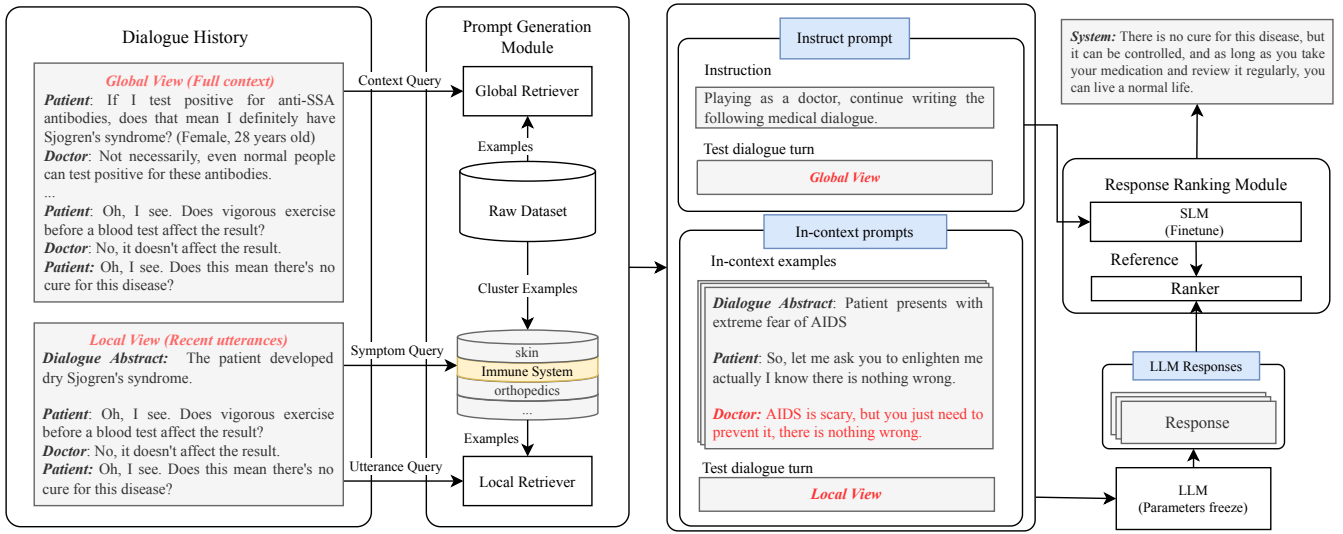 Dialogue History
Global View (Full context)
Patient: If I test positive for anti-SSA
antibodies, does that mean I definitely have
Sjogren's syndrome? (Female, 28 years old)
Doctor: Not necessarily, even normal people
can test positive for these antibodies.
...
Patient: Oh, I see. Does vigorous exercise
before a blood test affect the result?
Doctor: No, it doesn't affect the result.
Patient: Oh, I see. Does this mean there's no
cure for this disease?
Local View (Recent utterances)
Dialogue Abstract: The patient developed
dry Sjogren's syndrome.
Patient: Oh, I see. Does vigorous exercise
before a blood test affect the result?
Doctor: No, it doesn't affect the result.
Patient: Oh, I see. Does this mean there's no
cure for this disease?
Context Query
Symptom Query
Utterance Query
Prompt Generation
Module
Global Retriever
Examples
Raw Dataset
Cluster Examples
skin
Immune System
orthopedics
...
Examples
Local Retriever
Instruct prompt
Instruction
Playing as a doctor, continue writing the
following medical dialogue.
Test dialogue turn
Global View
In-context prompts
In-context examples
Dialogue Abstract: Patient presents with
extreme fear of AIDS
Patient: So, let me ask you to enlighten me
actually I know there is nothing wrong.
Doctor: AIDS is scary, but you just need to
prevent it, there is nothing wrong.
Test dialogue turn
Local View
System: There is no cure for this disease, but
it can be controlled, and as long as you take
your medication and review it regularly, you
can live a normal life.
Response Ranking Module
SLM
(Finetune)
Reference
Ranker
LLM Responses
Response
LLM
(Parameters freeze)